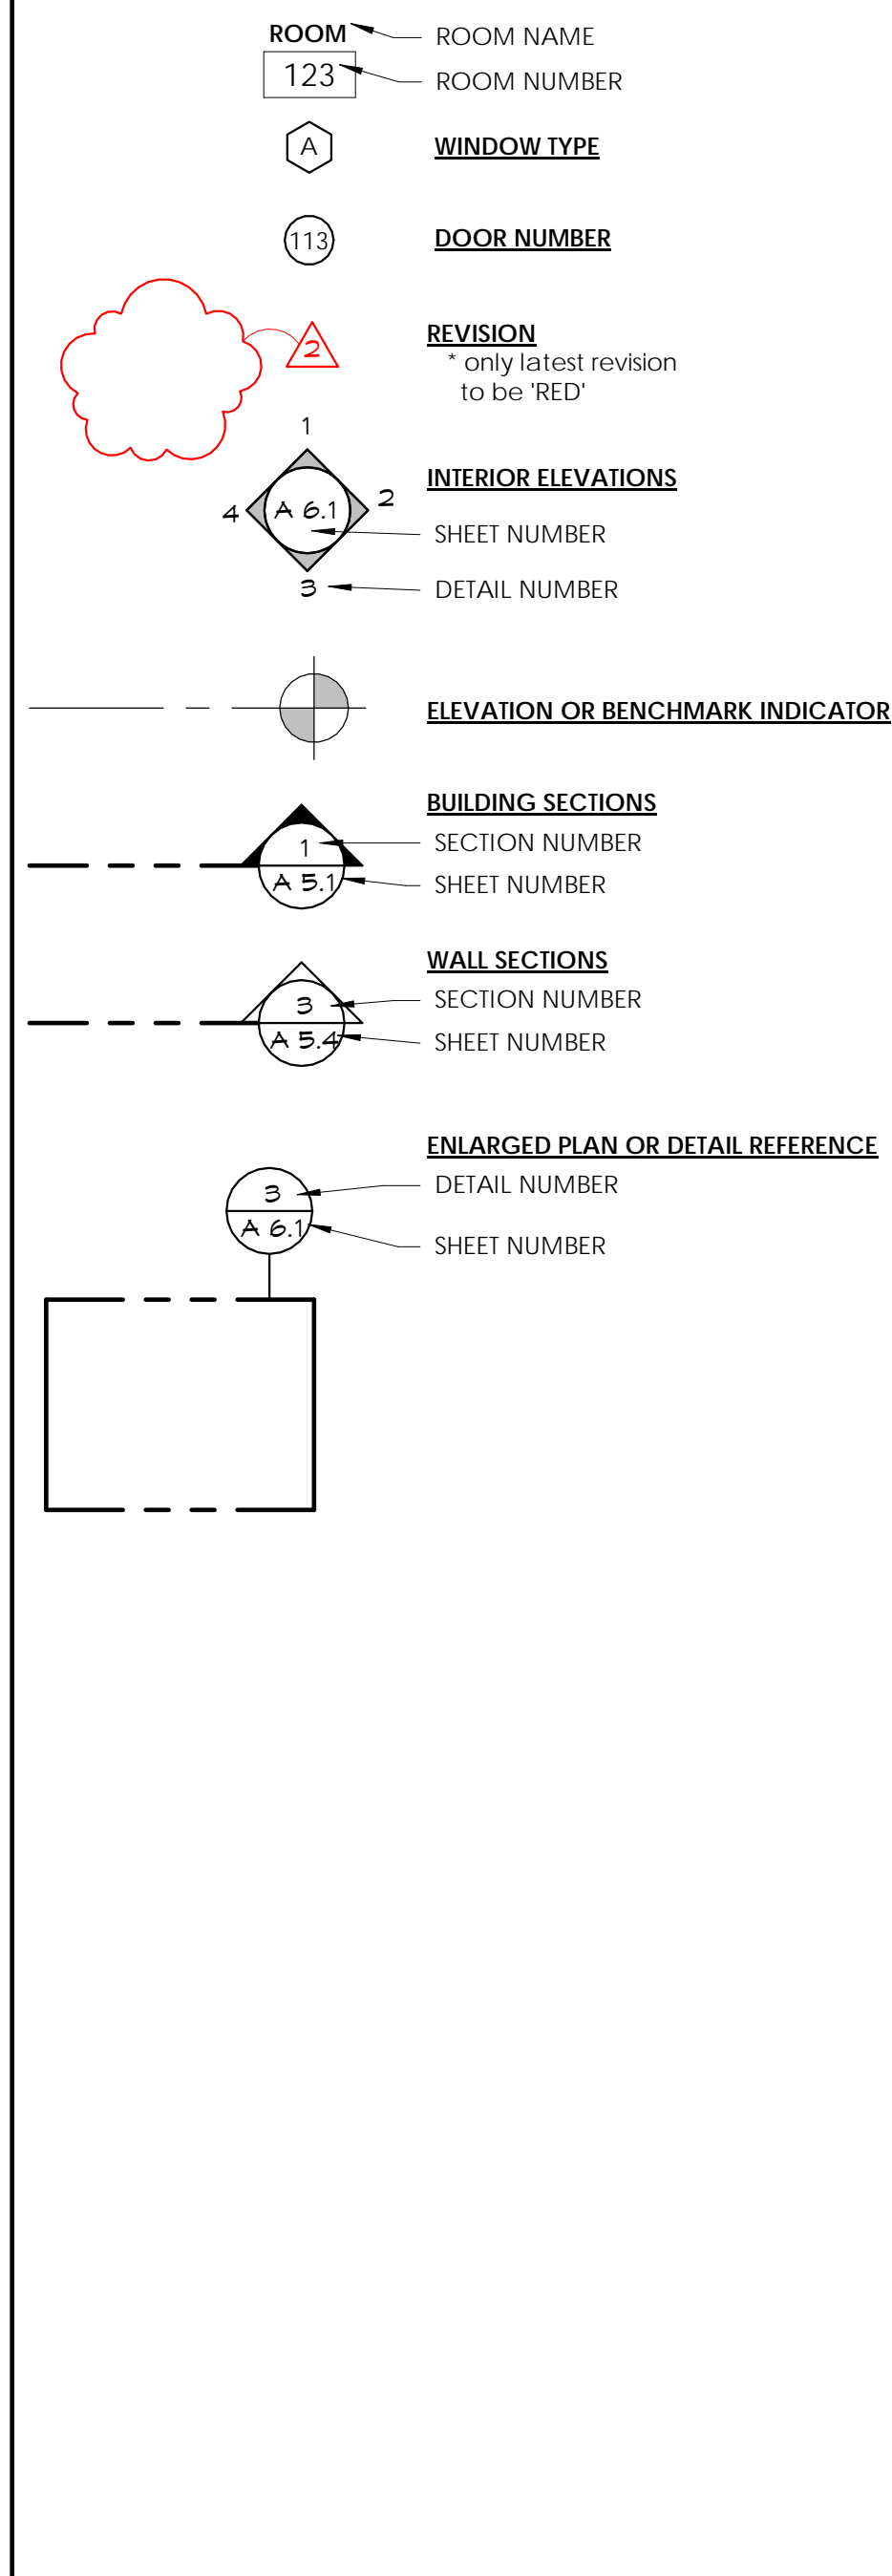 ROOM
ROOM NAME
123
ROOM NUMBER
A
WINDOW TYPE
113
DOOR NUMBER
2
REVISION
* only latest revision
to be 'RED'
1
INTERIOR ELEVATIONS
4
A 6.1
2
SHEET NUMBER
3
DETAIL NUMBER
ELEVATION OR BENCHMARK INDICATOR
BUILDING SECTIONS
1
SECTION NUMBER
A 5.1
SHEET NUMBER
WALL SECTIONS
3
SECTION NUMBER
A 5.4
SHEET NUMBER
ENLARGED PLAN OR DETAIL REFERENCE
3
DETAIL NUMBER
A 6.1
SHEET NUMBER